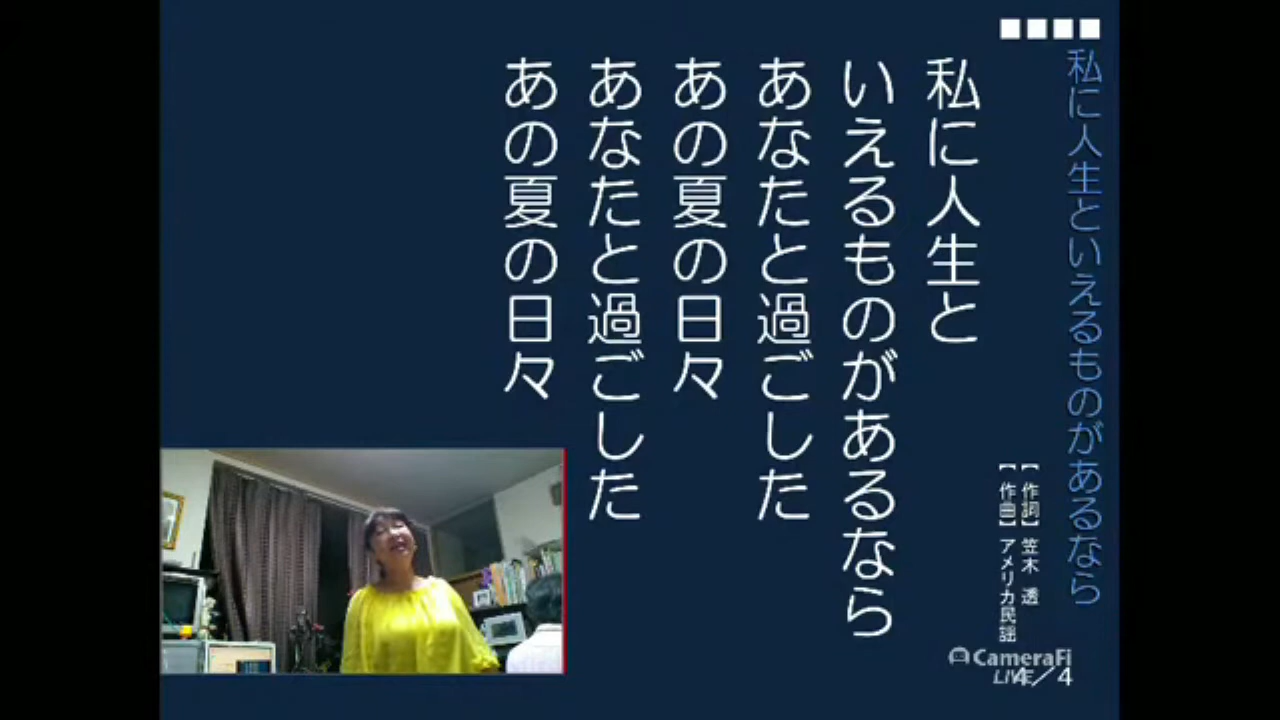 ■■■■
私に人生といえるものがあるなら
【作詞】笠木 透
【作曲】アメリカ民謡
私に人生と
いえるものがあるなら
あなたと過ごした
あの夏の日々
あなたと過ごした
あの夏の日々
CameraFi
LIVE
4/4